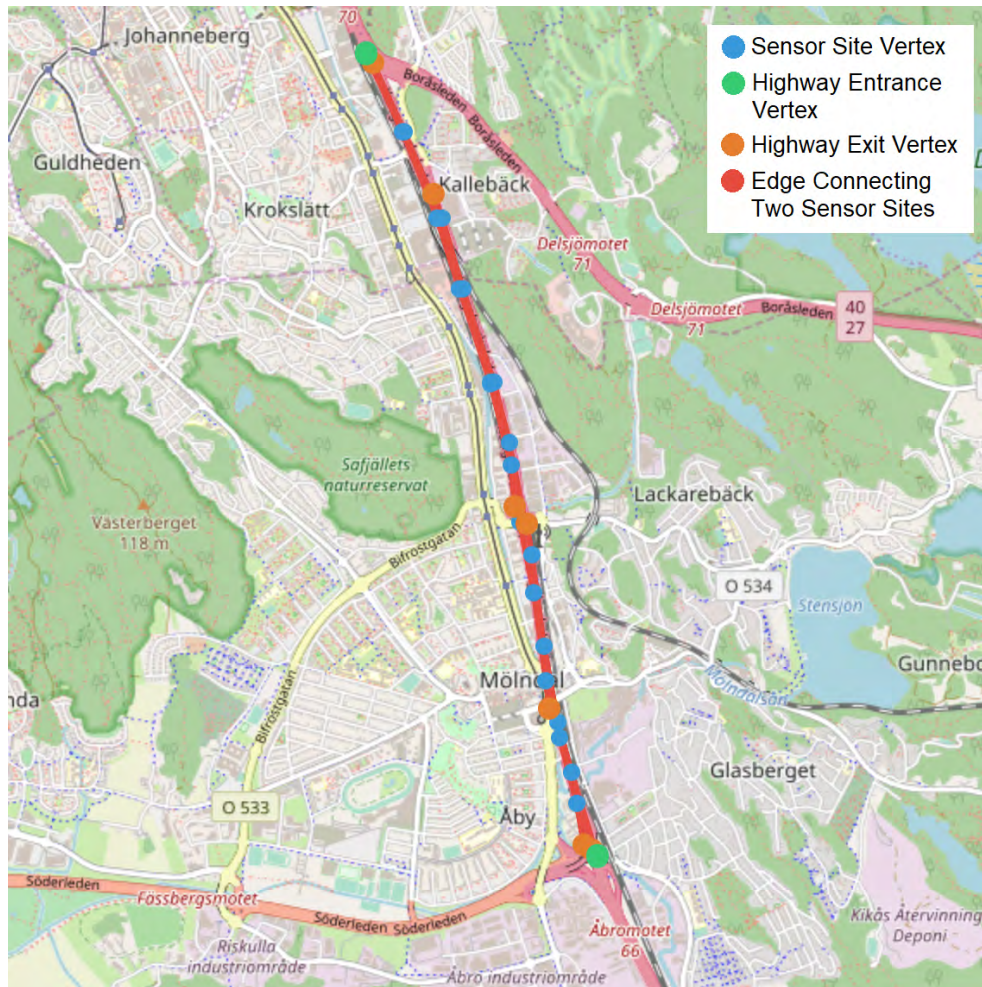 70
Johanneberg
Sensor Site Vertex
Highway Entrance
Vertex
Highway Exit Vertex
Edge Connecting
Two Sensor Sites
Boråsleden
Boråsleden
Guldheden
Kallebäck
Krokslätt
Delsjömotet
71
Delsjömotet
71
Boråsleden
40
27
Safjällets
naturreservat
Lackarebäck
Västerberget
118 m
Bifrostgatan
O 534
Stensjön
Gunnebo
Mölndal
Mölndalsån
nda
Bifrostgatan
Glasberget
O 533
Åby
Söderleden
Fässbergsmotet
Söderleden Söderleden
Kikås Återvinning
Deponi
Åbromotet
66
Riskulla
industriområde
Åbro industriområde